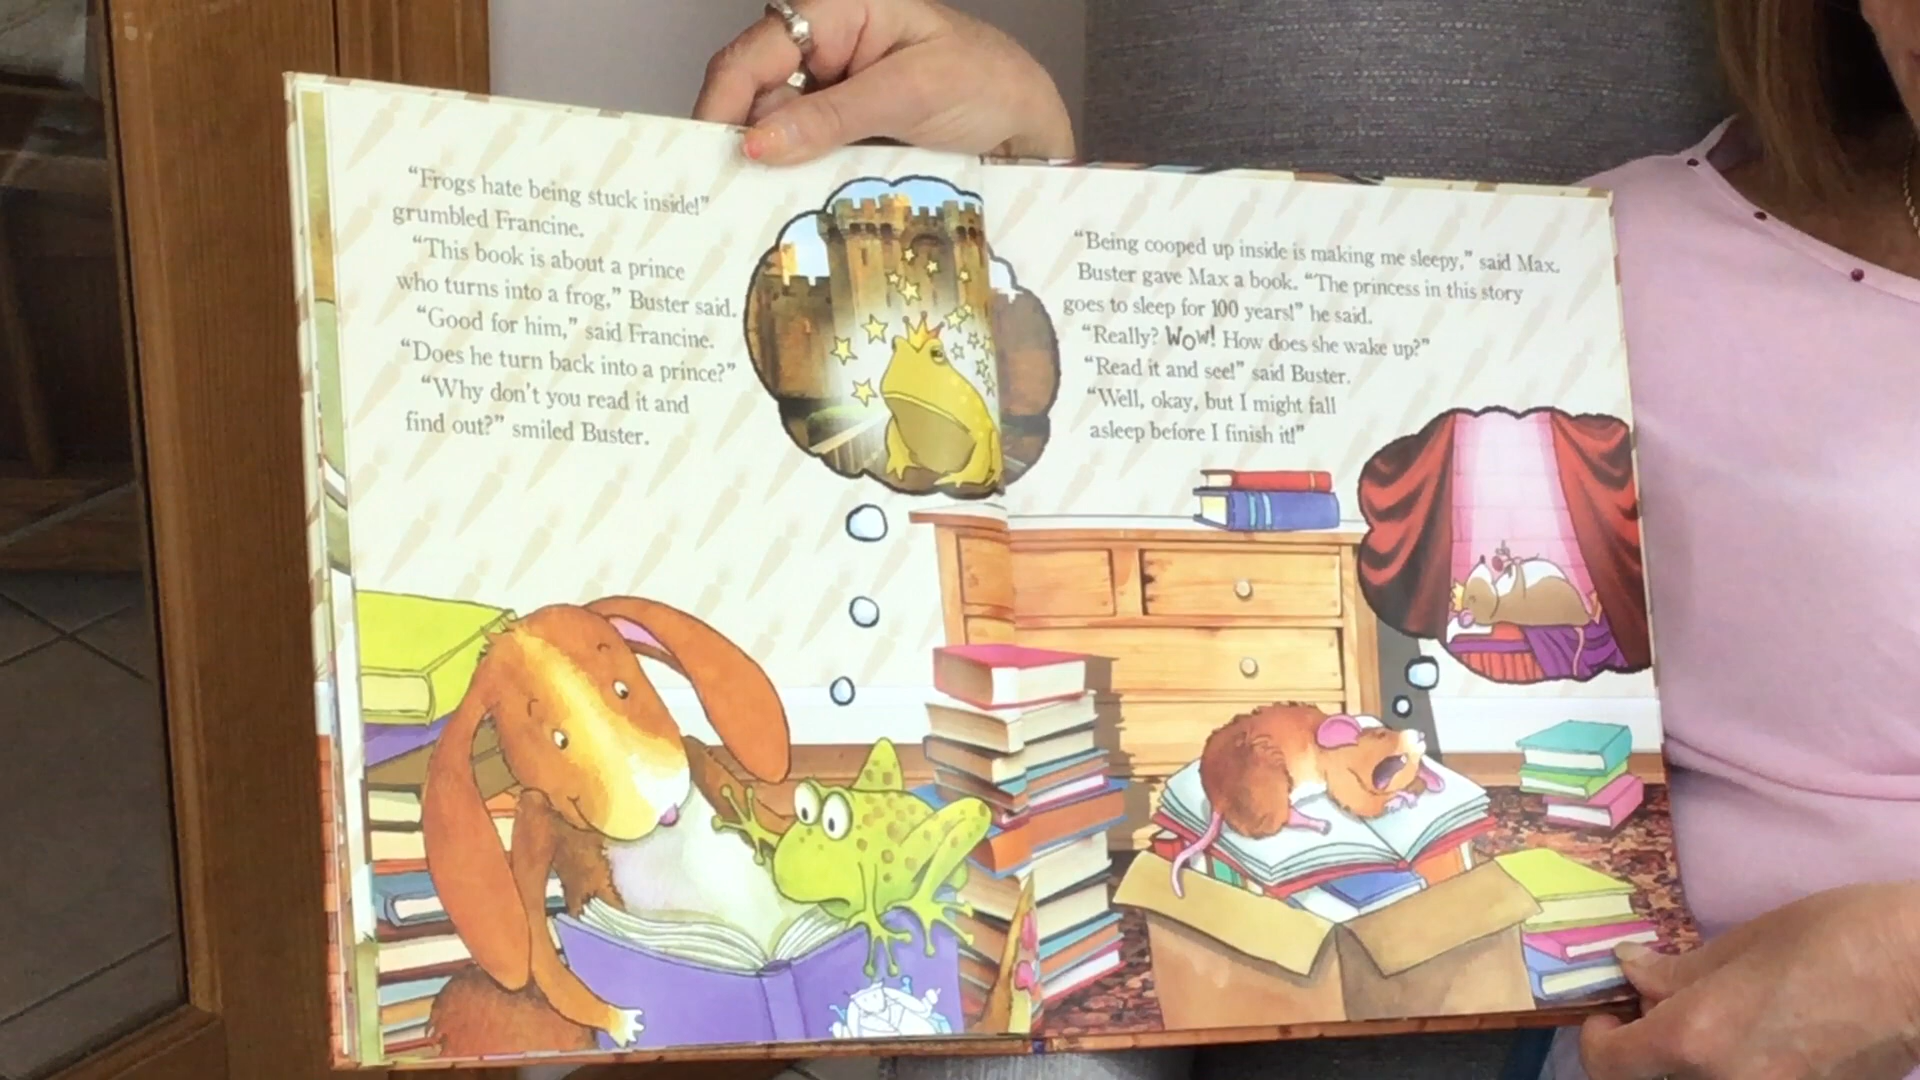 “Frogs hate being stuck inside!”
grumbled Francine.
“This book is about a prince
who turns into a frog,” Buster said.
“Good for him,” said Francine.
“Does he turn back into a prince?”
“Why don’t you read it and
find out?” smiled Buster.
“Being cooped up inside is making me sleepy,” said Max.
Buster gave Max a book. “The princess in this story
goes to sleep for 100 years!” he said.
“Really? Wow! How does she wake up?”
“Read it and see!” said Buster.
“Well, okay, but I might fall
asleep before I finish it!”